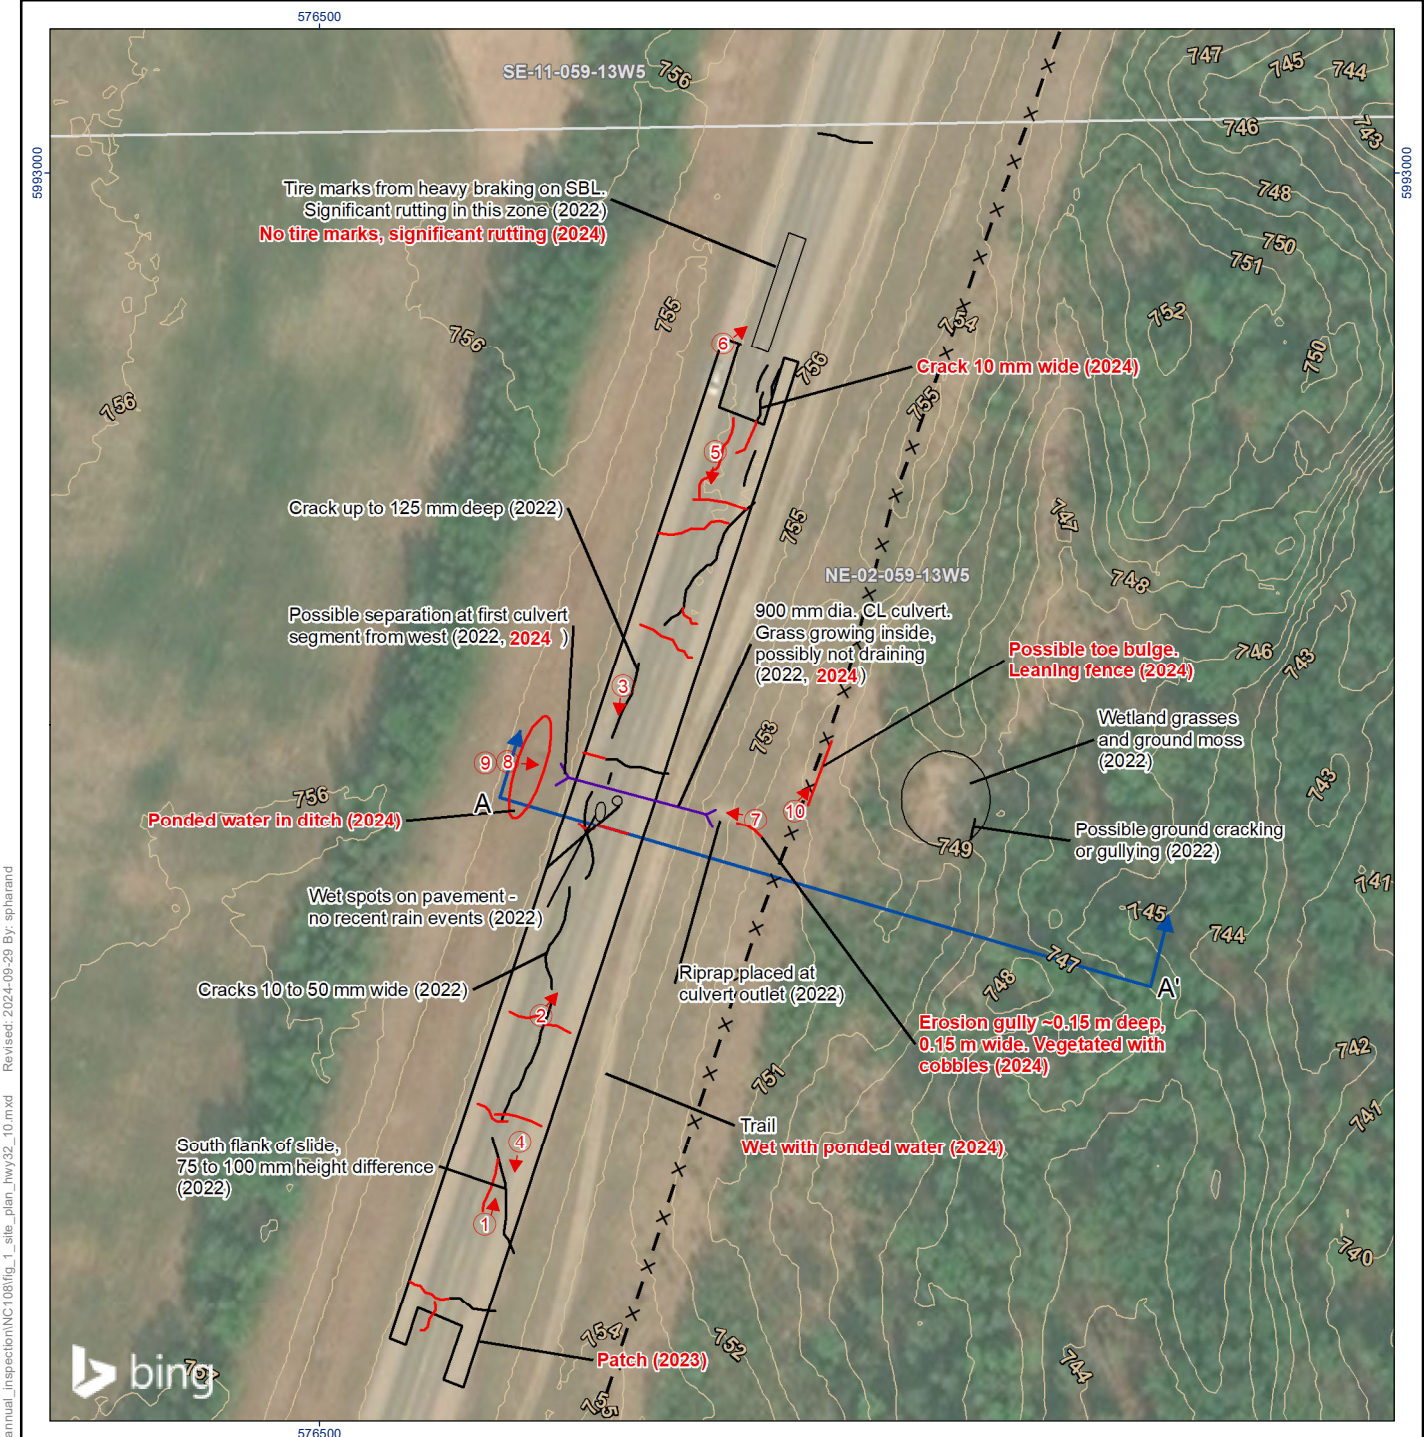 576500
SE-11-059-13W5
756
747
745
744
746
743
5993000
5993000
748
Tire marks from heavy braking on SBL.
Significant rutting in this zone (2022)
No tire marks, significant rutting (2024)
750
751
752
755
754
756
750
6
756
Crack 10 mm wide (2024)
756
755
5
Crack up to 125 mm deep (2022)
755
747
NE-02-059-13W5
748
Possible separation at first culvert
segment from west (2022, 2024 )
900 mm dia. CL culvert.
Grass growing inside,
possibly not draining
(2022, 2024)
Possible toe bulge.
Leaning fence (2024)
746
743
3
Wetland grasses
and ground moss
(2022)
753
9
8
743
756
A
Ponded water in ditch (2024)
7
10
Possible ground cracking
or gullying (2022)
749
741
Wet spots on pavement -
no recent rain events (2022)
745
744
747
Cracks 10 to 50 mm wide (2022)
Riprap placed at
culvert outlet (2022)
748
A'
2
Erosion gully ~0.15 m deep,
0.15 m wide. Vegetated with
cobbles (2024)
742
751
741
Trail
Wet with ponded water (2024)
4
South flank of slide,
75 to 100 mm height difference
(2022)
1
740
754
752
744
Patch (2023)
bing
755
576500
annual_inspection\NC108\fig_1_site_plan_hwy32_10.mxd Revised: 2024-09-29 By: spharand